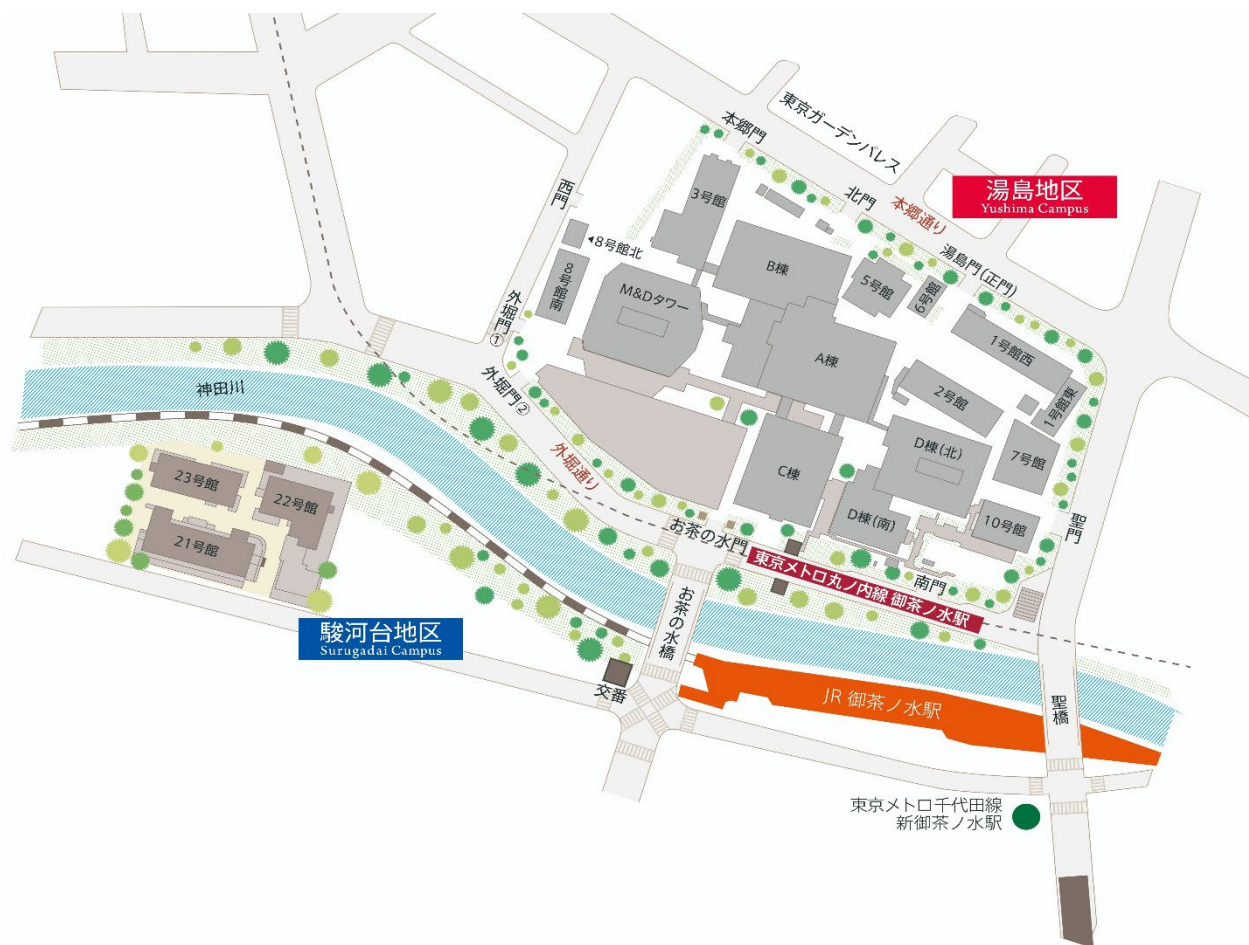 本郷門
東京ガーデンパレス
北門
本郷通り
湯島地区
Yushima Campus
湯島門(正門)
西門
3号館
◀8号館北
8号館南
B棟
5号館
6号館
M&Dタワー
1号館西
1号館東
外堀門①
A棟
2号館
外堀門②
D棟(北)
7号館
神田川
外堀通り
C棟
D棟(南)
10号館
聖門
23号館
22号館
21号館
お茶の水門
東京メトロ丸ノ内線 御茶ノ水駅
南門
駿河台地区
Surugadai Campus
お茶の水橋
交番
JR 御茶ノ水駅
聖橋
東京メトロ千代田線
新御茶ノ水駅